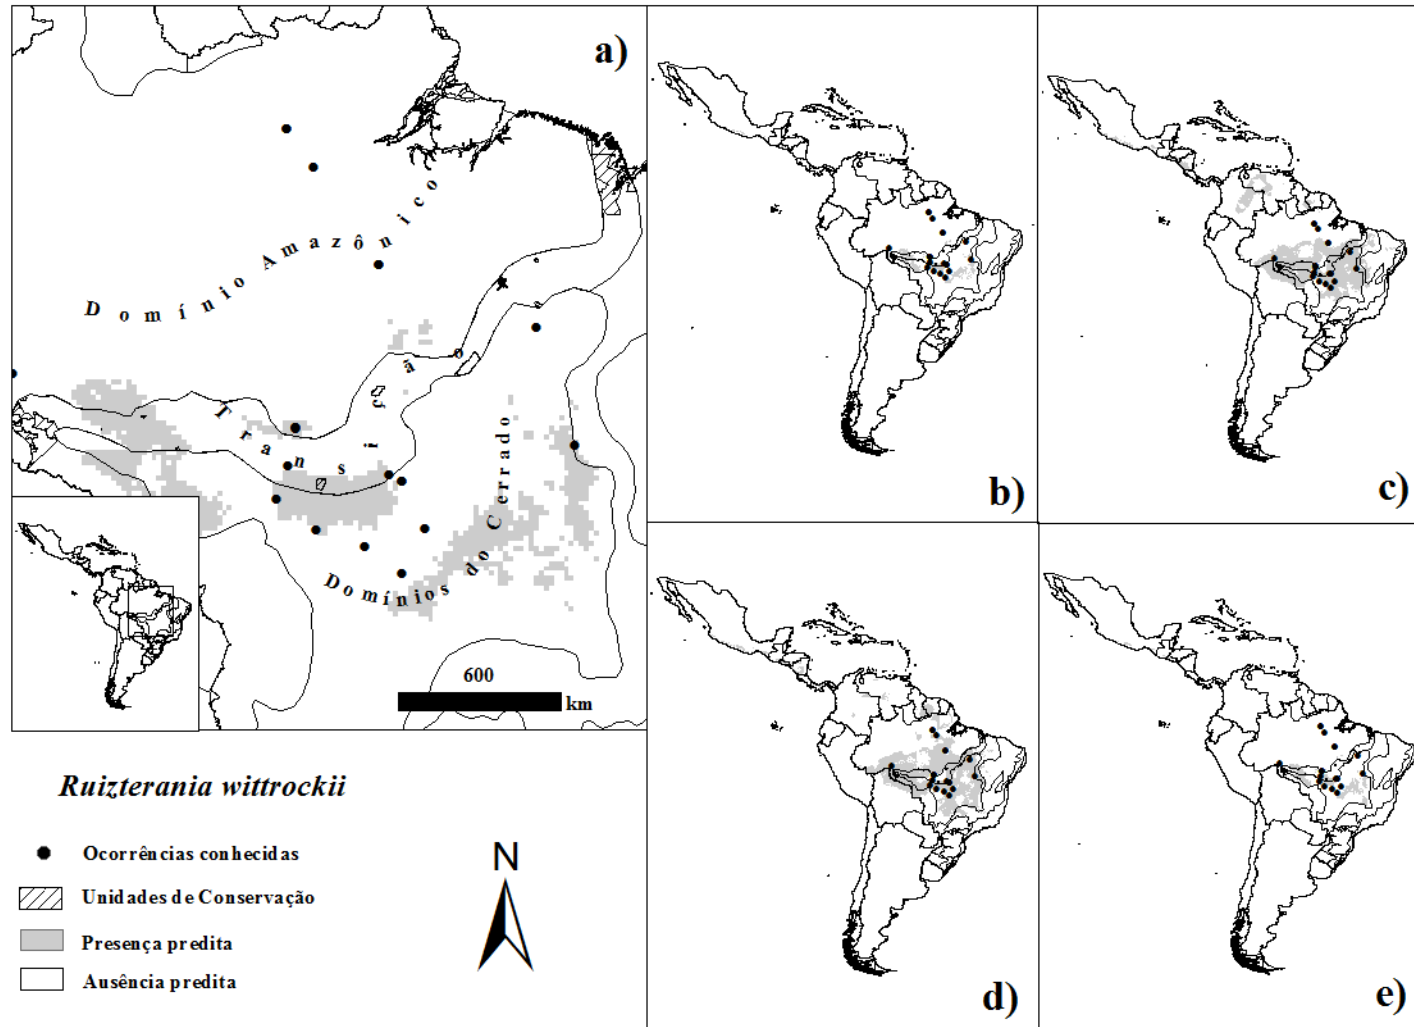 a)
Domínio Amazônico
Transição
Domínios do Cerrado
600
km
b)
c)
d)
e)
Ruizterania wittrockii
N
Ocorrências conhecidas
Unidades de Conservação
Presença predita
Ausência predita